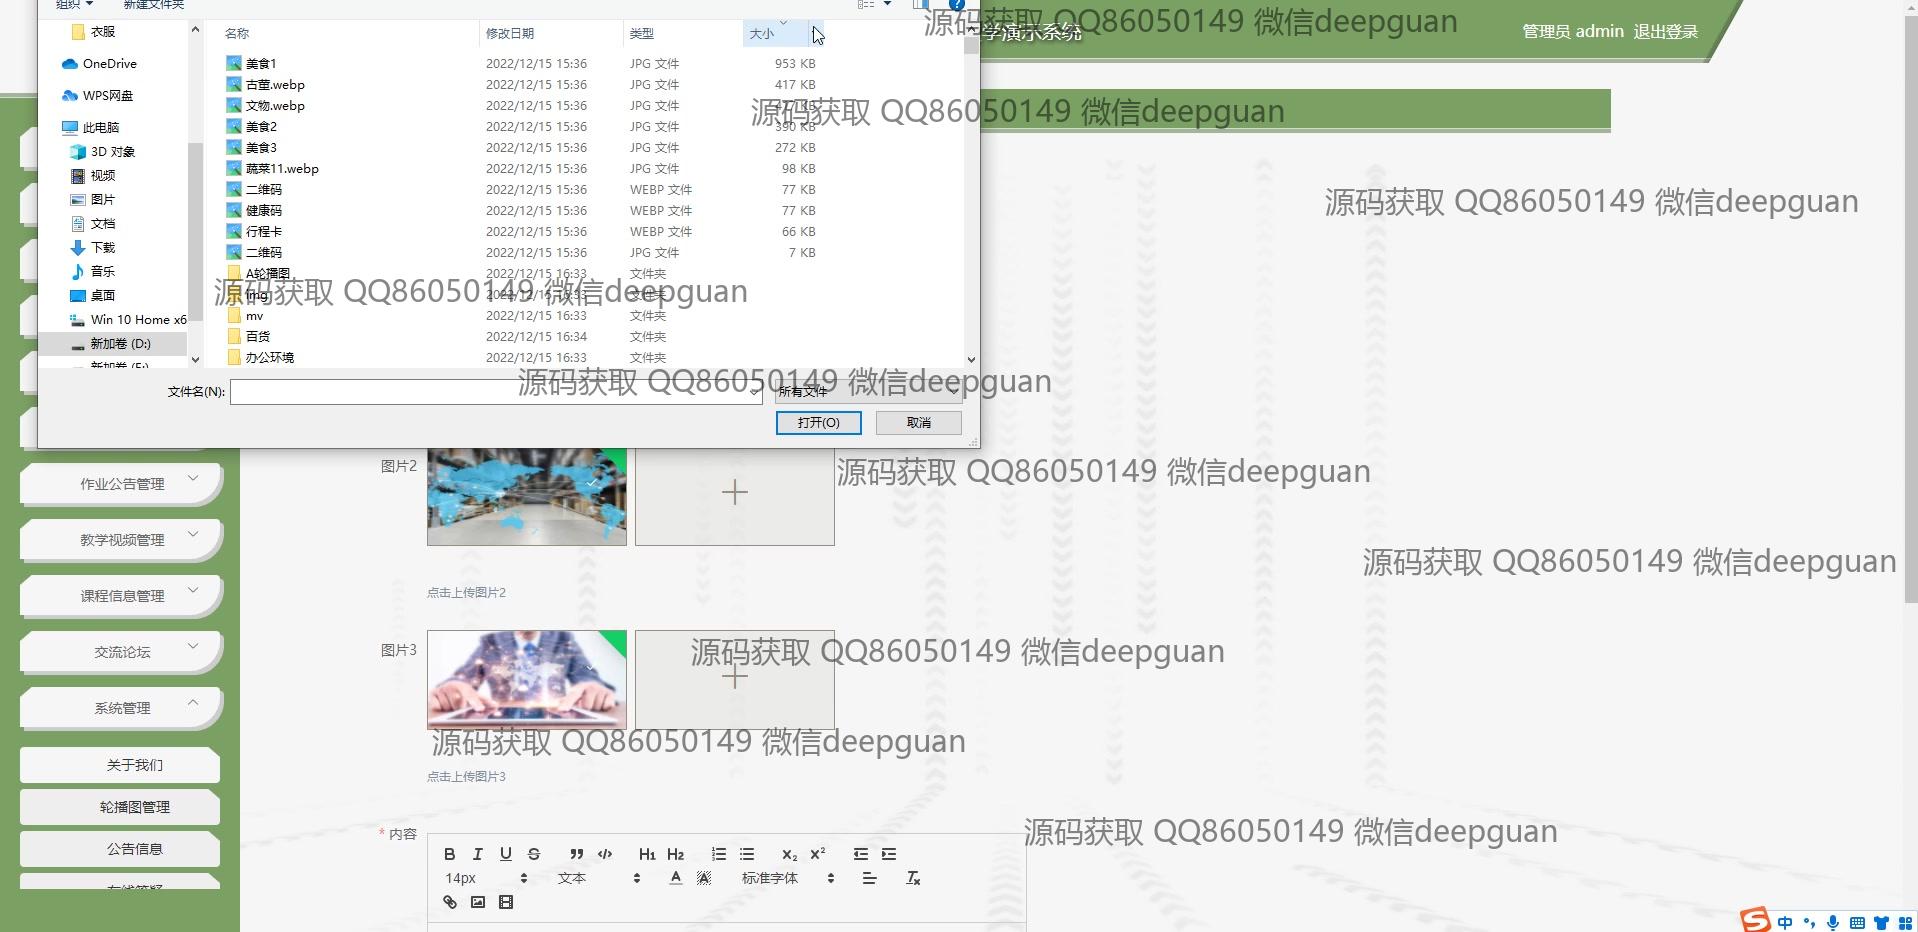 组织
新建文件夹
衣服
OneDrive
WPS网盘
此电脑
3D 对象
视频
图片
文档
下载
音乐
桌面
Win 10 Home x6
新加卷 (D:)
名称 修改日期 类型 大小
美食1 2022/12/15 15:36 JPG 文件 953 KB
古董.webp 2022/12/15 15:36 JPG 文件 417 KB
文物.webp 2022/12/15 15:36 JPG 文件
美食2 2022/12/15 15:36 JPG 文件 390 KB
美食3 2022/12/15 15:36 JPG 文件 272 KB
蔬菜11.webp 2022/12/15 15:36 JPG 文件 98 KB
二维码 2022/12/15 15:36 WEBP 文件 77 KB
健康码 2022/12/15 15:36 WEBP 文件 77 KB
行程卡 2022/12/15 15:36 WEBP 文件 66 KB
二维码 2022/12/15 15:36 JPG 文件 7 KB
A轮播图 2022/12/15 16:33 文件夹
img 2022/12/15 16:33 文件夹
mv 2022/12/15 16:33 文件夹
百货 2022/12/15 16:34 文件夹
办公环境 2022/12/15 16:33 文件夹
文件名(N):
所有文件
打开(O)
取消
学演示系统
管理员 admin 退出登录
源码获取 QQ86050149 微信deepguan
源码获取 QQ86050149 微信deepguan
源码获取 QQ86050149 微信deepguan
源码获取 QQ86050149 微信deepguan
源码获取 QQ86050149 微信deepguan
源码获取 QQ86050149 微信deepguan
源码获取 QQ86050149 微信deepguan
源码获取 QQ86050149 微信deepguan
源码获取 QQ86050149 微信deepguan
源码获取 QQ86050149 微信deepguan
作业公告管理
教学视频管理
课程信息管理
交流论坛
系统管理
关于我们
轮播图管理
公告信息
图片2
点击上传图片2
图片3
点击上传图片3
* 内容
B I U S H1 H2 X2 X2
14px 文本 A A 标准字体 Tx
中